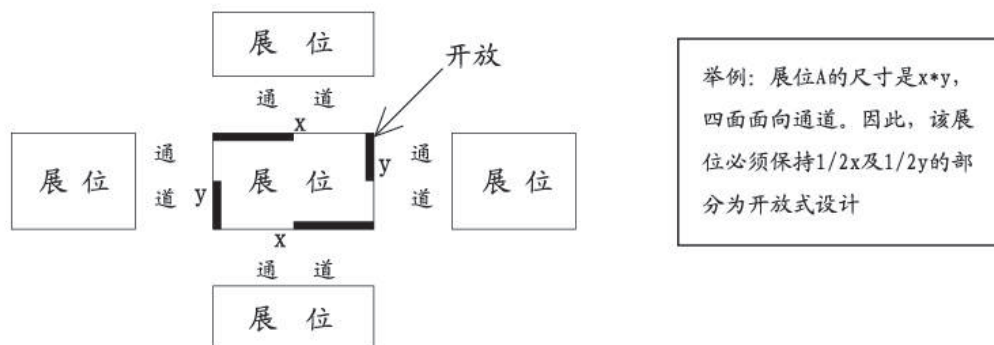 展 位
开放
通 道
x
举例：展位A的尺寸是x*y,
四面面向通道。因此，该展
位必须保持1/2x及1/2y的部
分为开放式设计
展 位
通
道
y
展 位
y
通
道
展 位
x
通 道
展 位